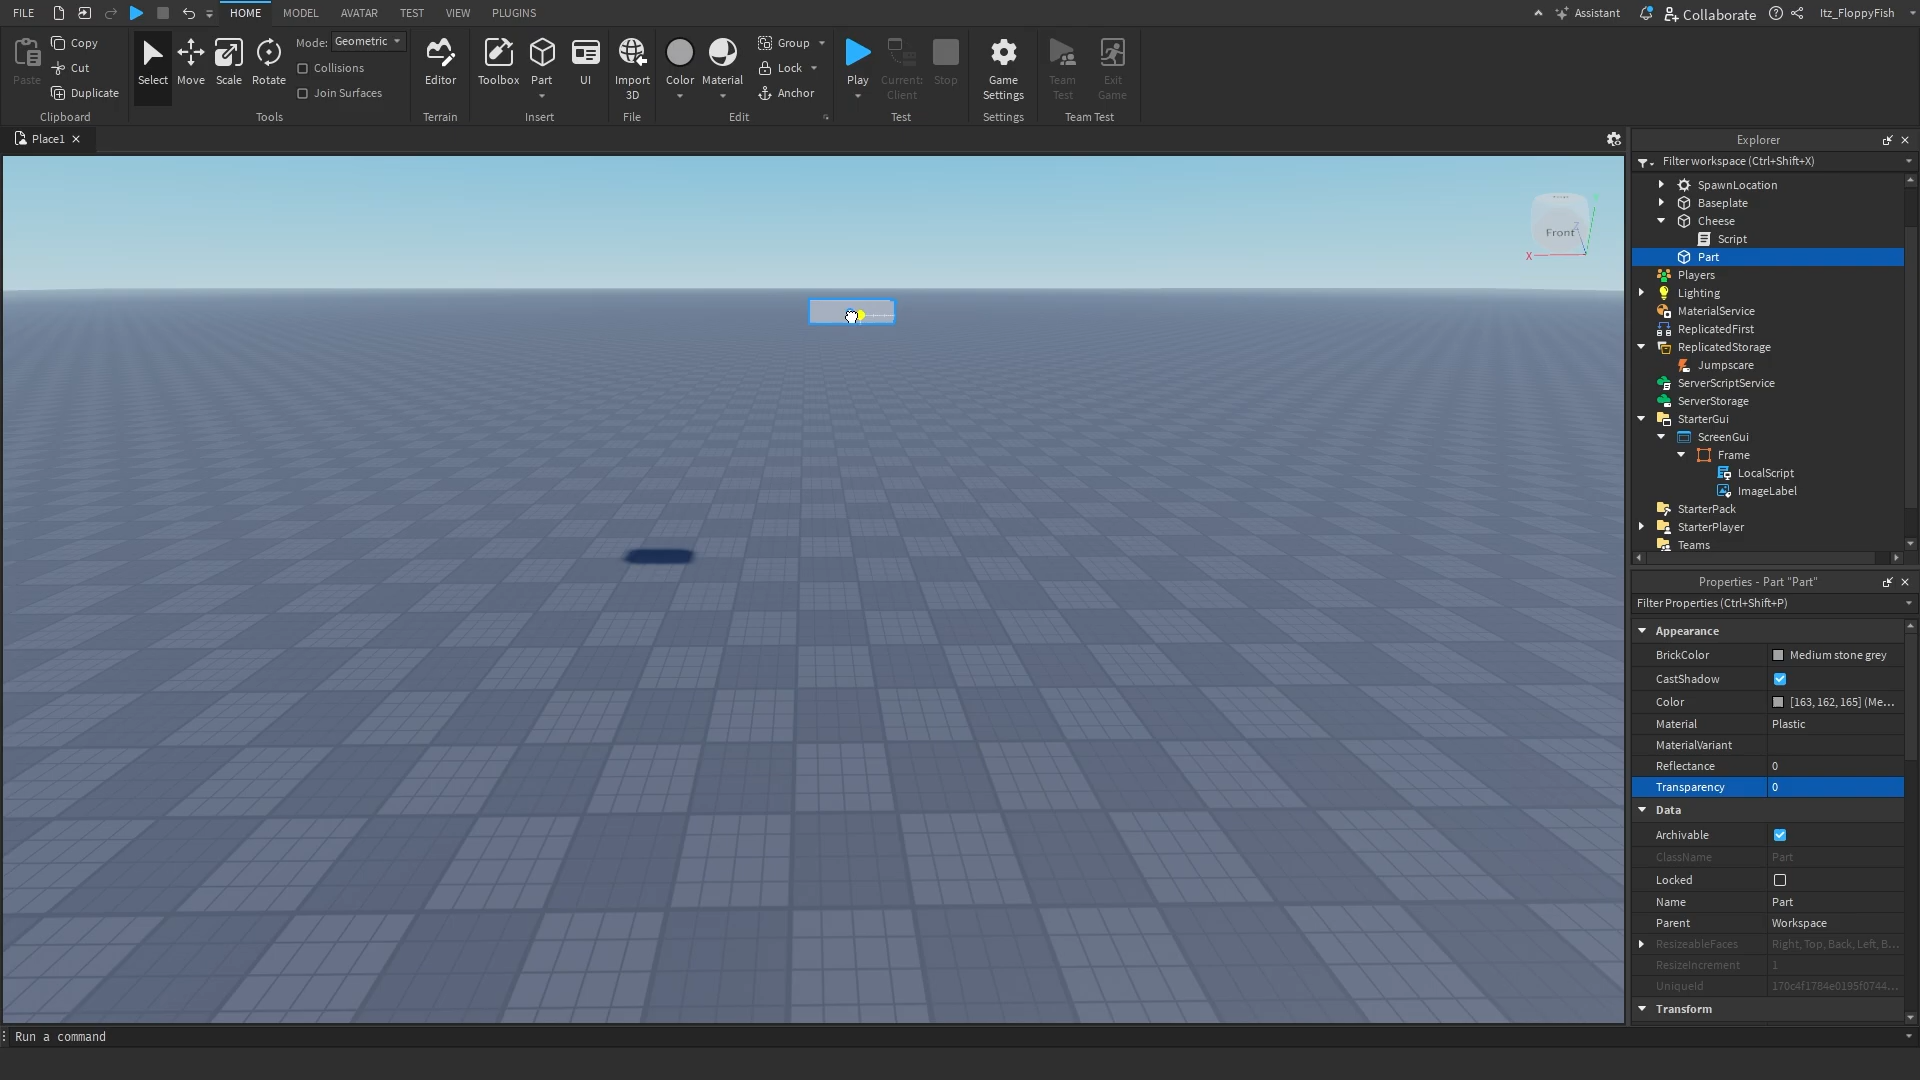 FILE HOME MODEL AVATAR TEST VIEW PLUGINS Assistant Collaborate Itz_FloppyFish
Paste Copy Cut Duplicate Clipboard
Select Move Scale Rotate Mode: Geometric Collisions Join Surfaces Tools
Editor Terrain
Toolbox Part UI Insert
Import 3D File
Color Material Group Lock Anchor Edit
Play Current: Client Stop Test
Game Settings Settings
Team Test Exit Game Team Test
Place1
Front
X
Explorer
Filter workspace (Ctrl+Shift+X)
SpawnLocation
Baseplate
Cheese
Script
Part
Players
Lighting
MaterialService
ReplicatedFirst
ReplicatedStorage
Jumpscare
ServerScriptService
ServerStorage
StarterGui
ScreenGui
Frame
LocalScript
ImageLabel
StarterPack
StarterPlayer
Teams
Properties - Part "Part"
Filter Properties (Ctrl+Shift+P)
Appearance
BrickColor Medium stone grey
CastShadow
Color [163, 162, 165] (Me...
Material Plastic
MaterialVariant
Reflectance 0
Transparency 0
Data
Archivable
ClassName Part
Locked
Name Part
Parent Workspace
ResizeableFaces Right, Top, Back, Left, B...
ResizeIncrement 1
UniqueId 170c4f1784e0195f0744...
Transform
Run a command